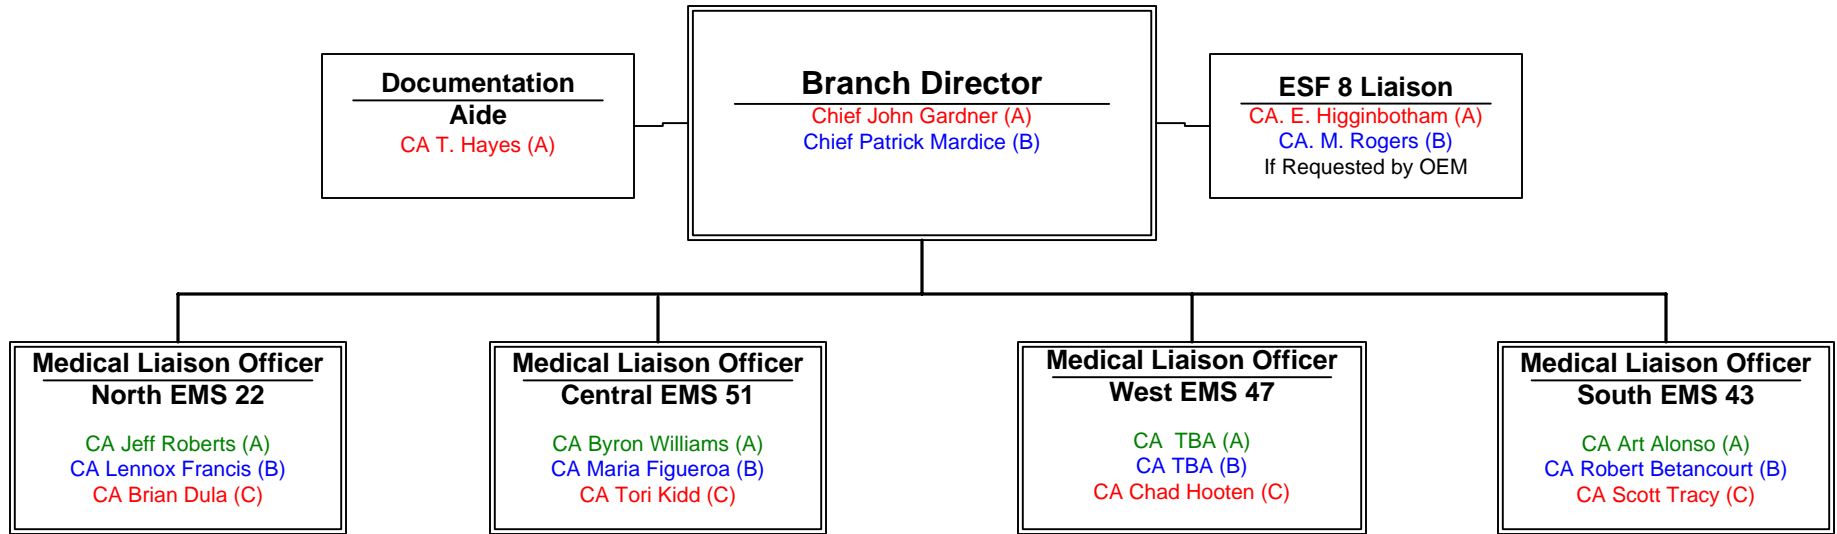 Documentation
Aide
CA T. Hayes (A)
Branch Director
Chief John Gardner (A)
Chief Patrick Mardice (B)
ESF 8 Liaison
CA. E. Higginbotham (A)
CA. M. Rogers (B)
If Requested by OEM
Medical Liaison Officer
North EMS 22
CA Jeff Roberts (A)
CA Lennox Francis (B)
CA Brian Dula (C)
Medical Liaison Officer
Central EMS 51
CA Byron Williams (A)
CA Maria Figueroa (B)
CA Tori Kidd (C)
Medical Liaison Officer
West EMS 47
CA  TBA (A)
CA TBA (B)
CA Chad Hooten (C)
Medical Liaison Officer
South EMS 43
CA Art Alonso (A)
CA Robert Betancourt (B)
CA Scott Tracy (C)